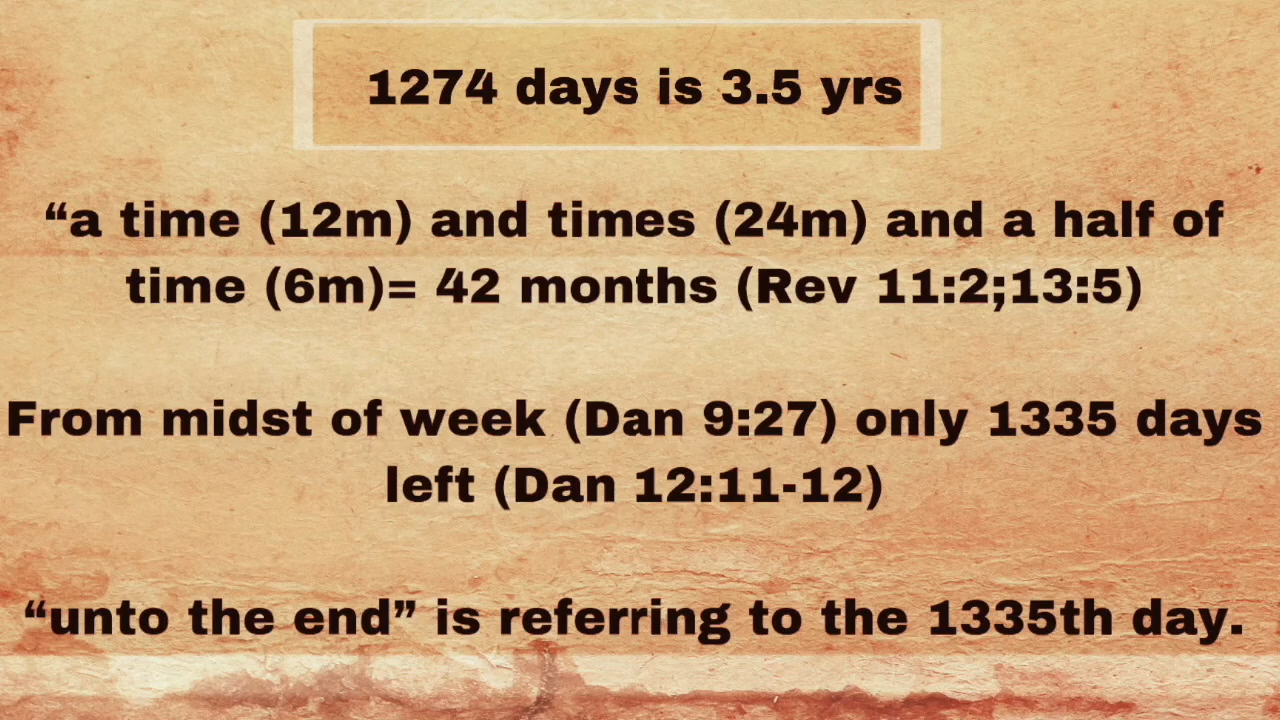 1274 days is 3.5 yrs
“a time (12m) and times (24m) and a half of
time (6m)= 42 months (Rev 11:2;13:5)
From midst of week (Dan 9:27) only 1335 days
left (Dan 12:11-12)
“unto the end” is referring to the 1335th day.